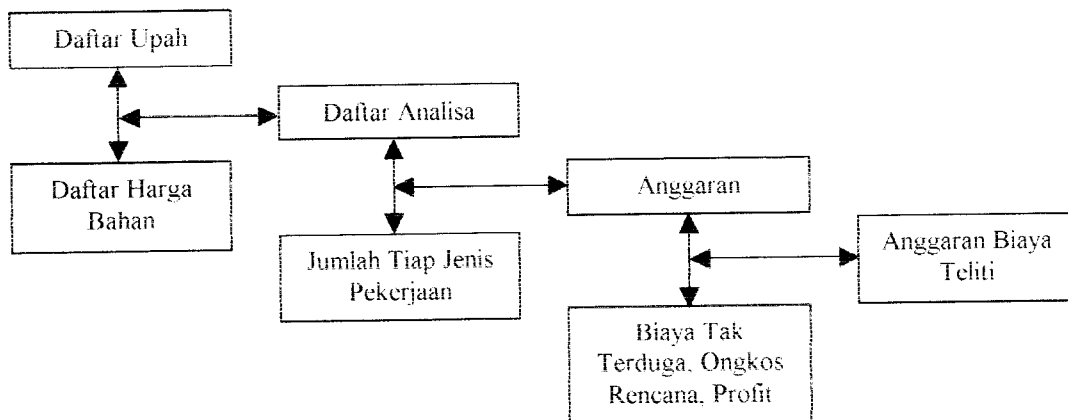 Daftar Upah
Daftar Analisa
Daftar Harga
Bahan
Anggaran
Jumlah Tiap Jenis
Pekerjaan
Anggaran Biaya
Teliti
Biaya Tak
Terduga, Ongkos
Rencana, Profit